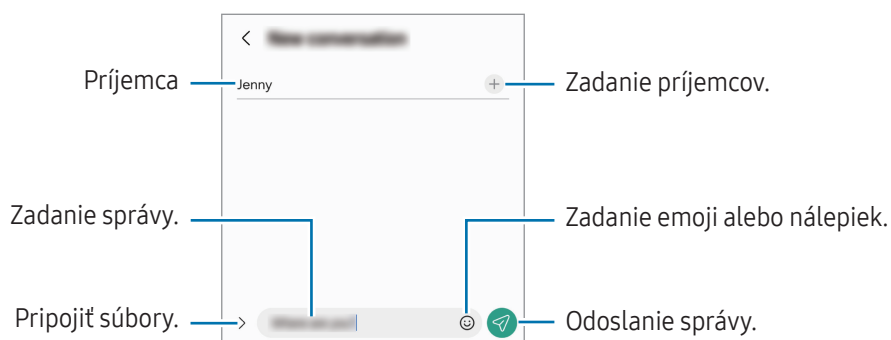 Príjemca
Jenny
Zadanie príjemcov.
Zadanie správy.
Zadanie emoji alebo nálepiek.
Pripojiť súbory.
Odoslanie správy.